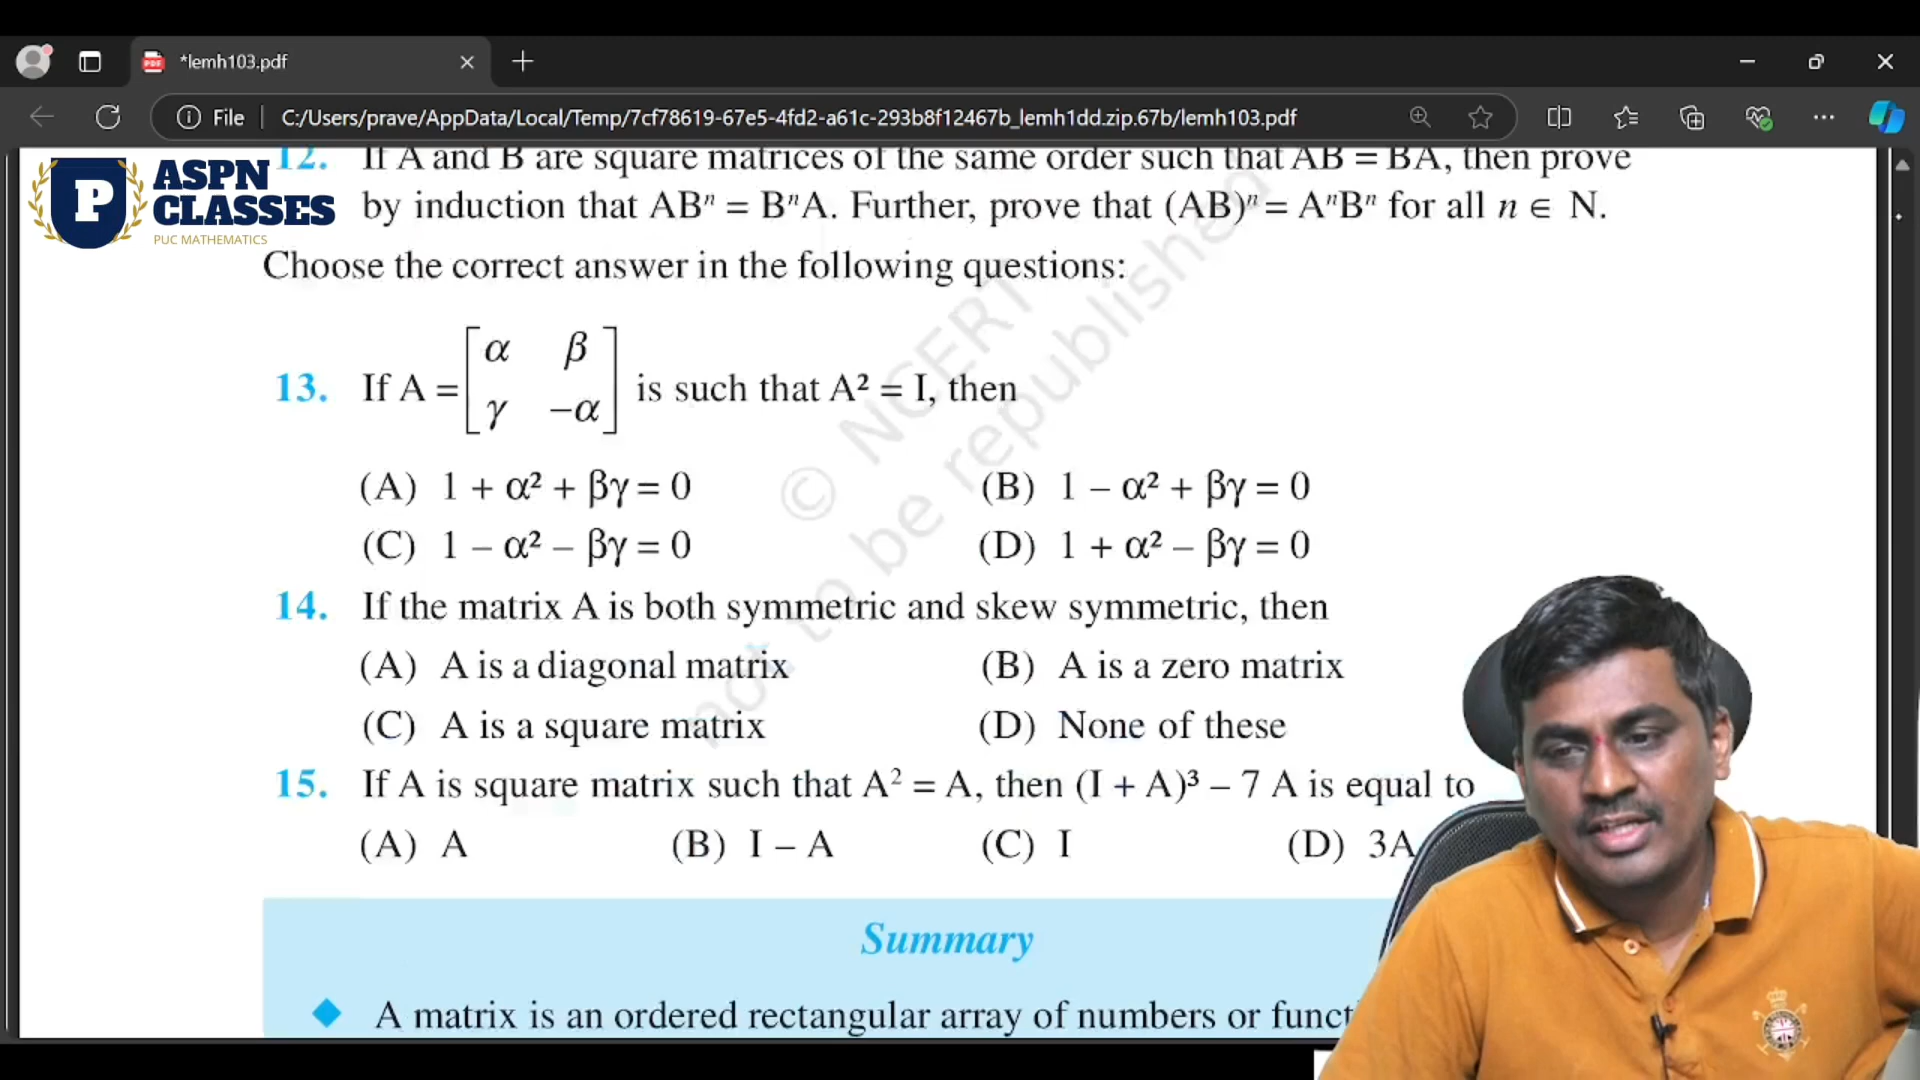 *lemh103.pdf
File C:/Users/prave/AppData/Local/Temp/7cf78619-67e5-4fd2-a61c-293b8f12467b_lemh1dd.zip.67b/lemh103.pdf
P ASPN CLASSES
PUC MATHEMATICS
12. If A and B are square matrices of the same order such that AB = BA, then prove
by induction that ABⁿ = BⁿA. Further, prove that (AB)ⁿ = AⁿBⁿ for all n ∈ N.
Choose the correct answer in the following questions:
13. If A = [α β; γ −α] is such that A² = I, then
(A) 1 + α² + βγ = 0 (B) 1 – α² + βγ = 0
(C) 1 – α² – βγ = 0 (D) 1 + α² – βγ = 0
14. If the matrix A is both symmetric and skew symmetric, then
(A) A is a diagonal matrix (B) A is a zero matrix
(C) A is a square matrix (D) None of these
15. If A is square matrix such that A² = A, then (I + A)³ – 7 A is equal to
(A) A (B) I – A (C) I (D) 3A
Summary
A matrix is an ordered rectangular array of numbers or
© NCERT
not to be republished